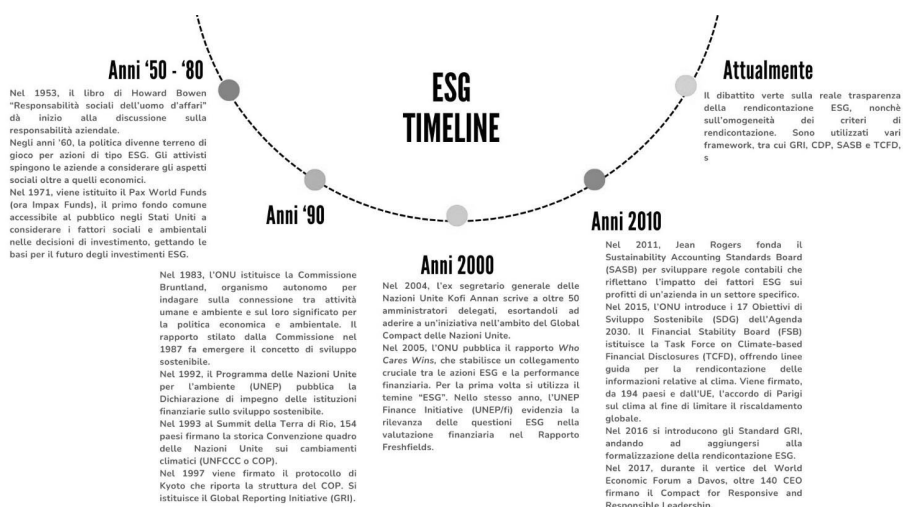 ESG
TIMELINE
Anni ‘50 - ‘80
Nel 1953, il libro di Howard Bowen
“Responsabilità sociali dell’uomo d’affari”
dà inizio alla discussione sulla
responsabilità aziendale.
Negli anni ’60, la politica divenne terreno di
gioco per azioni di tipo ESG. Gli attivisti
spingono le aziende a considerare gli aspetti
sociali oltre a quelli economici.
Nel 1971, viene istituito il Pax World Funds
(ora Impax Funds), il primo fondo comune
accessibile al pubblico negli Stati Uniti a
considerare i fattori sociali e ambientali
nelle decisioni di investimento, gettando le
basi per il futuro degli investimenti ESG.
Anni ‘90
Nel 1983, l’ONU istituisce la Commissione
Bruntland, organismo autonomo per
indagare sulla connessione tra attività
umane e ambiente e sul loro significato per
la politica economica e ambientale. Il
rapporto stilato dalla Commissione nel
1987 fa emergere il concetto di sviluppo
sostenibile.
Nel 1992, il Programma delle Nazioni Unite
per l’ambiente (UNEP) pubblica la
Dichiarazione di impegno delle istituzioni
finanziarie sullo sviluppo sostenibile.
Nel 1993 al Summit della Terra di Rio, 154
paesi firmano la storica Convenzione quadro
delle Nazioni Unite sui cambiamenti
climatici (UNFCCC o COP).
Nel 1997 viene firmato il protocollo di
Kyoto che riporta la struttura del COP. Si
istituisce il Global Reporting Initiative (GRI).
Anni 2000
Nel 2004, l’ex segretario generale delle
Nazioni Unite Kofi Annan scrive a oltre 50
amministratori delegati, esortandoli ad
aderire a un’iniziativa nell’ambito del Global
Compact delle Nazioni Unite.
Nel 2005, l’ONU pubblica il rapporto Who
Cares Wins, che stabilisce un collegamento
cruciale tra le azioni ESG e la performance
finanziaria. Per la prima volta si utilizza il
temine “ESG”. Nello stesso anno, l’UNEP
Finance Initiative (UNEP/fi) evidenzia la
rilevanza delle questioni ESG nella
valutazione finanziaria nel Rapporto
Freshfields.
Anni 2010
Nel 2011, Jean Rogers fonda il
Sustainability Accounting Standards Board
(SASB) per sviluppare regole contabili che
riflettano l’impatto dei fattori ESG sui
profitti di un’azienda in un settore specifico.
Nel 2015, l’ONU introduce i 17 Obiettivi di
Sviluppo Sostenibile (SDG) dell’Agenda
2030. Il Financial Stability Board (FSB)
istituisce la Task Force on Climate-based
Financial Disclosures (TCFD), offrendo linee
guida per la rendicontazione delle
informazioni relative al clima. Viene firmato,
da 194 paesi e dall’UE, l’accordo di Parigi
sul clima al fine di limitare il riscaldamento
globale.
Nel 2016 si introducono gli Standard GRI,
andando ad aggiungersi alla
formalizzazione della rendicontazione ESG.
Nel 2017, durante il vertice del World
Economic Forum a Davos, oltre 140 CEO
firmano il Compact for Responsive and
Responsible Leadership.
Attualmente
Il dibattito verte sulla reale trasparenza
della rendicontazione ESG, nonchè
sull’omogeneità dei criteri di
rendicontazione. Sono utilizzati vari
framework, tra cui GRI, CDP, SASB e TCFD,
s